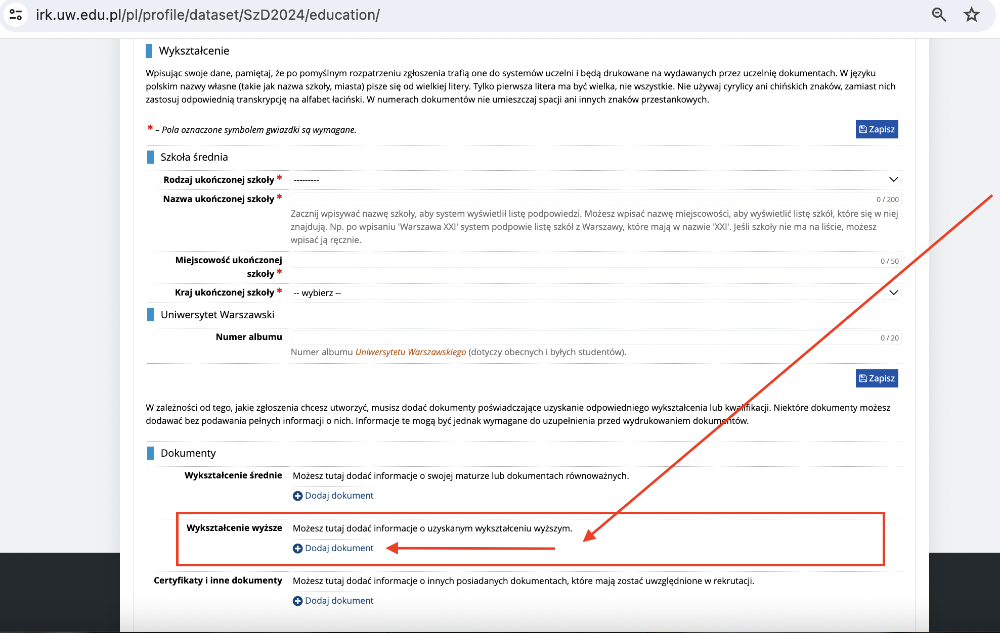 irk.uw.edu.pl/pl/profile/dataset/SzD2024/education/
Wykształcenie
Wpisując swoje dane, pamiętaj, że po pomyślnym rozpatrzeniu zgłoszenia trafią one do systemów uczelni i będą drukowane na wydawanych przez uczelnię dokumentach. W języku
polskim nazwy własne (takie jak nazwa szkoły, miasta) pisze się od wielkiej litery. Tylko pierwsza litera ma być wielka, nie wszystkie. Nie używaj cyrylicy ani chińskich znaków, zamiast nich
zastosuj odpowiednią transkrypcję na alfabet łaciński. W numerach dokumentów nie umieszczaj spacji ani innych znaków przestankowych.
* – Pola oznaczone symbolem gwiazdki są wymagane.
Zapisz
Szkoła średnia
Rodzaj ukończonej szkoły * ---------
Nazwa ukończonej szkoły * 0 / 200
Zacznij wpisywać nazwę szkoły, aby system wyświetlił listę podpowiedzi. Możesz wpisać nazwę miejscowości, aby wyświetlić listę szkół, które się w niej
znajdują. Np. po wpisaniu 'Warszawa XXI' system podpowie listę szkół z Warszawy, które mają w nazwie 'XXI'. Jeśli szkoły nie ma na liście, możesz
wpisać ją ręcznie.
Miejscowość ukończonej
szkoły *
0 / 50
Kraj ukończonej szkoły * -- wybierz --
Uniwersytet Warszawski
Numer albumu 0 / 20
Numer albumu Uniwersytetu Warszawskiego (dotyczy obecnych i byłych studentów).
Zapisz
W zależności od tego, jakie zgłoszenia chcesz utworzyć, musisz dodać dokumenty poświadczające uzyskanie odpowiedniego wykształcenia lub kwalifikacji. Niektóre dokumenty możesz
dodawać bez podawania pełnych informacji o nich. Informacje te mogą być jednak wymagane do uzupełnienia przed wydrukowaniem dokumentów.
Dokumenty
Wykształcenie średnie Możesz tutaj dodać informacje o swojej maturze lub dokumentach równoważnych.
Dodaj dokument
Wykształcenie wyższe Możesz tutaj dodać informacje o uzyskanym wykształceniu wyższym.
Dodaj dokument
Certyfikaty i inne dokumenty Możesz tutaj dodać informacje o innych posiadanych dokumentach, które mają zostać uwzględnione w rekrutacji.
Dodaj dokument